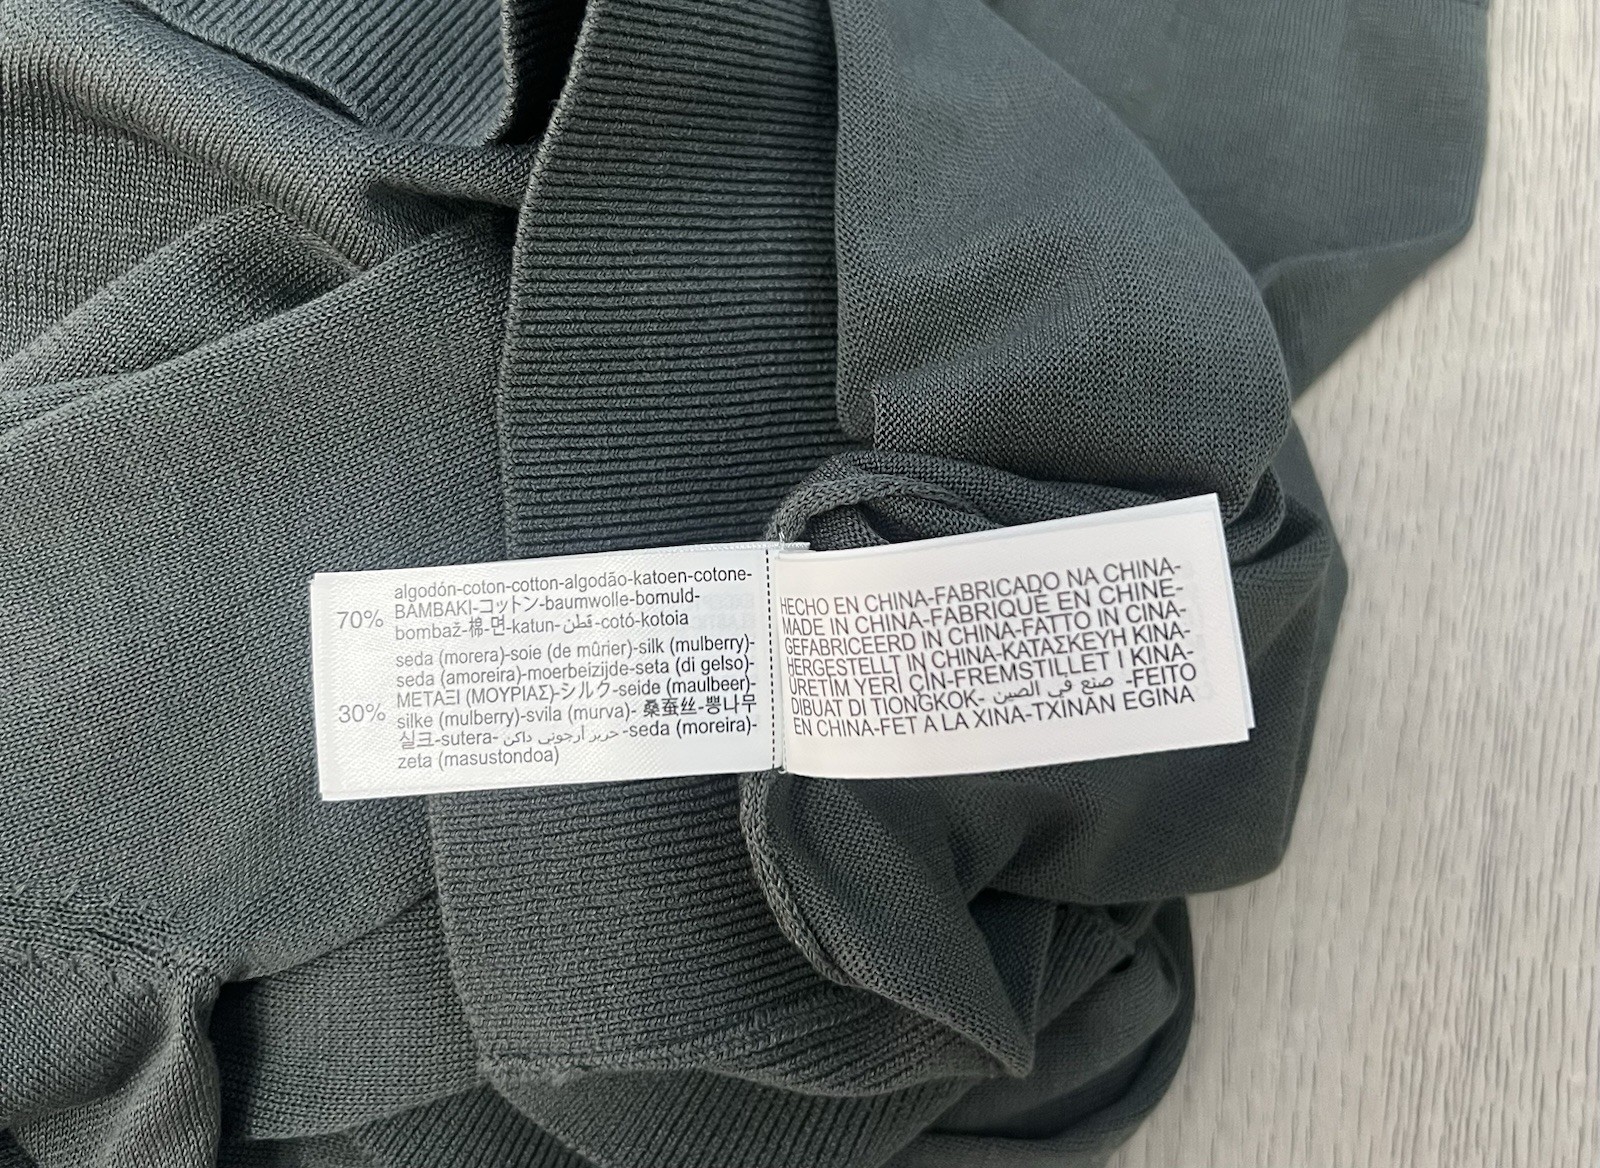 70%
algodón-coton-cotton-algodão-katoen-cotone-
BAMBAKI-コットン-baumwolle-bomuld-
bombaž-棉-면-katun-قطن-cotó-kotoia
30%
seda (morera)-soie (de mûrier)-silk (mulberry)-
seda (amoreira)-moerbeizijde-seta (di gelso)-
ΜΕΤΑΞΙ (ΜΟΥΡΙΑΣ)-シルク-seide (maulbeer)-
silke (mulberry)-svila (murva)- 桑蚕丝-뽕나무
실크-sutera- حرير أرجوني داكن -seda (moreira)-
zeta (masustondoa)
HECHO EN CHINA-FABRICADO NA CHINA-
MADE IN CHINA-FABRIQUÉ EN CHINE-
GEFABRICEERD IN CHINA-FATTO IN CINA-
HERGESTELLT IN CHINA-ΚΑΤΑΣΚΕΥΗ ΚΙΝΑ-
ÜRETİM YERİ ÇİN-FREMSTILLET I KINA-
DIBUAT DI TIONGKOK- صنع في الصين -FEITO
EN CHINA-FET A LA XINA-TXINAN EGINA